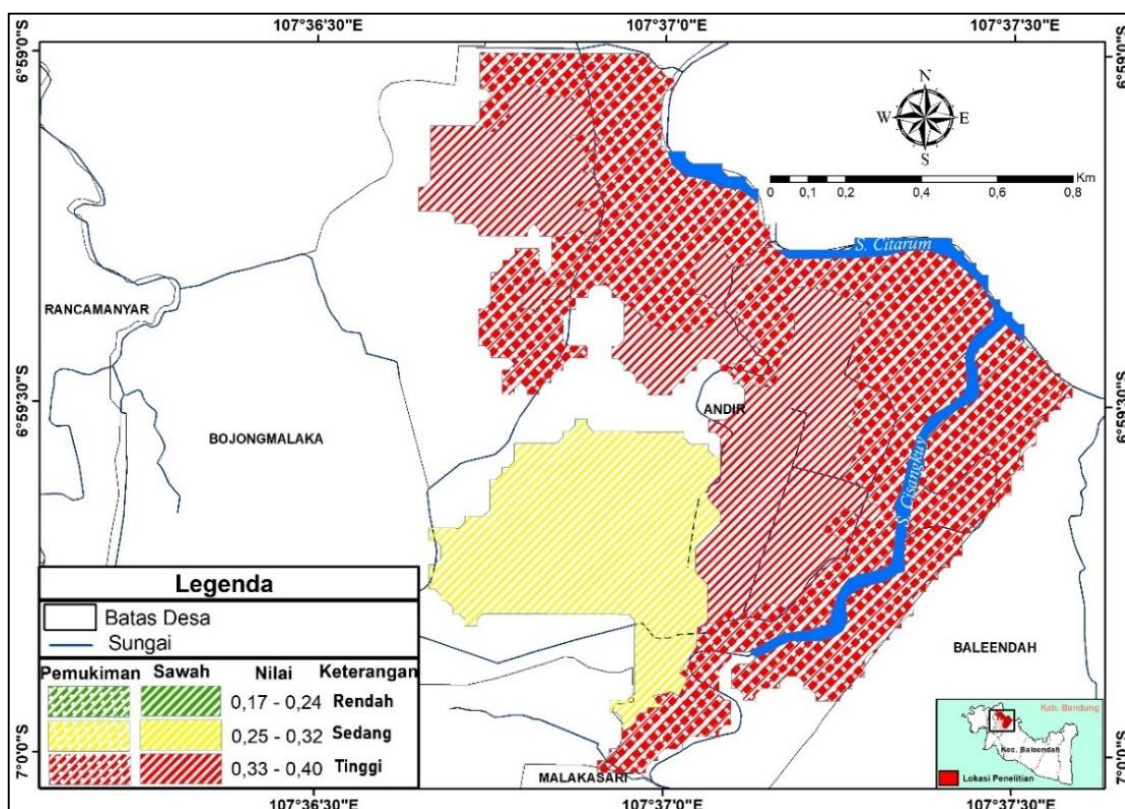 107°36'30"E 107°37'0"E 107°37'30"E
6°59'0"S 6°59'0"S
N
W E
S
0 0,1 0,2 0,4 0,6 0,8 Km
S. Citarum
RANCAMANYAR
6°59'30"S 6°59'30"S
ANDIR
BOJONGMALAKA
S. Cisangkuy
BALEENDAH
Legenda
Batas Desa
Sungai
Pemukiman Sawah Nilai Keterangan
0,17 - 0,24 Rendah
0,25 - 0,32 Sedang
0,33 - 0,40 Tinggi
Kab. Bandung
Kec. Baleendah
Lokasi Penelitian
7°0'0"S 7°0'0"S
MALAKASARI
107°36'30"E 107°37'0"E 107°37'30"E